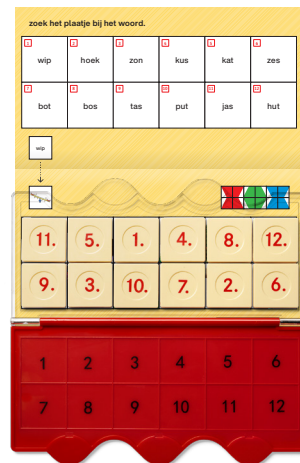 zoek het plaatje bij het woord.
1 2 3 4 5 6
wip hoek zon kus kat zes
7 8 9 10 11 12
bot bos tas put jas hut
wip
11. 5. 1. 4. 8. 12.
9. 3. 10. 7. 2. 6.
1 2 3 4 5 6
7 8 9 10 11 12